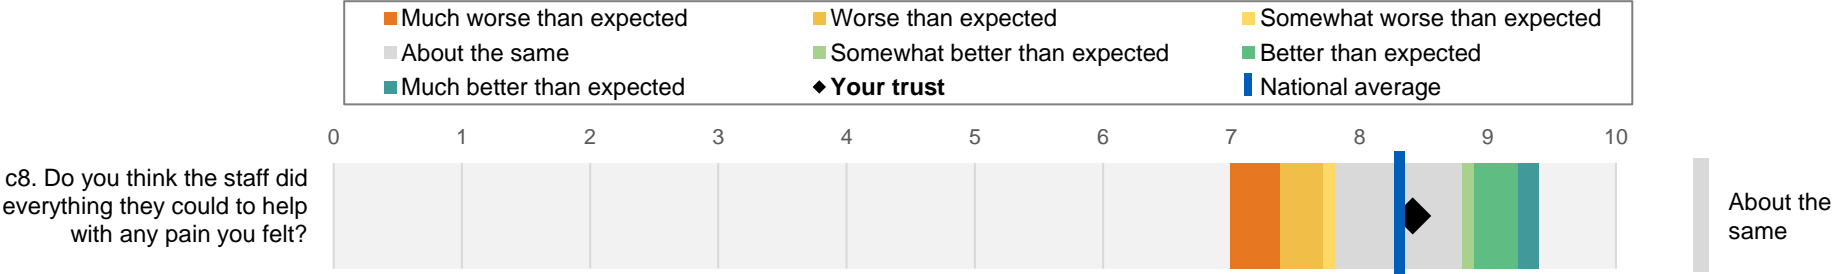 Much worse than expected
Worse than expected
Somewhat worse than expected
About the same
Somewhat better than expected
Better than expected
Much better than expected
Your trust
National average
0 1 2 3 4 5 6 7 8 9 10
c8. Do you think the staff did
everything they could to help
with any pain you felt?
About the
same